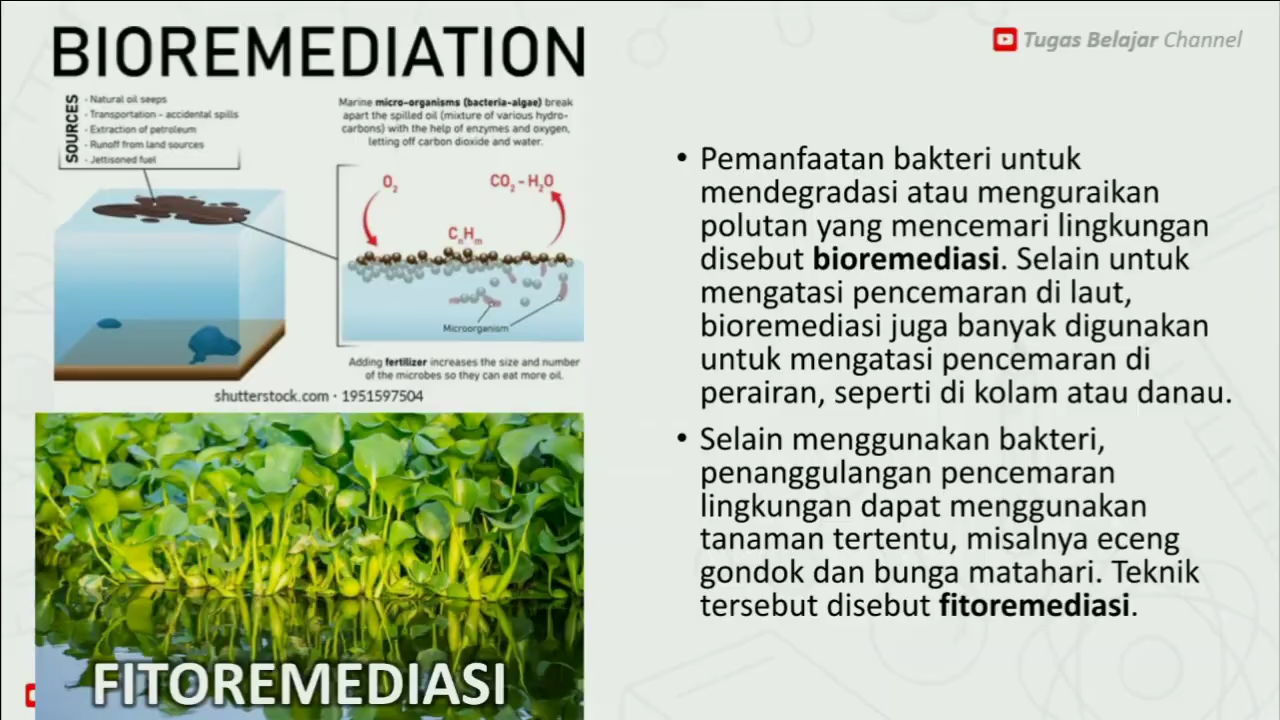 BIOREMEDIATION
SOURCES
- Natural oil seeps
- Transportation - accidental spills
- Extraction of petroleum
- Runoff from land sources
- Jettisoned fuel
Marine micro-organisms (bacteria-algae) break
apart the spilled oil (mixture of various hydro-
carbons) with the help of enzymes and oxygen,
letting off carbon dioxide and water.
O₂
CO₂ - H₂O
CₙHₘ
Microorganism
Adding fertilizer increases the size and number
of the microbes so they can eat more oil.
shutterstock.com · 1951597504
FITOREMEDIASI
Tugas Belajar Channel
• Pemanfaatan bakteri untuk
mendegradasi atau menguraikan
polutan yang mencemari lingkungan
disebut bioremediasi. Selain untuk
mengatasi pencemaran di laut,
bioremediasi juga banyak digunakan
untuk mengatasi pencemaran di
perairan, seperti di kolam atau danau.
• Selain menggunakan bakteri,
penanggulangan pencemaran
lingkungan dapat menggunakan
tanaman tertentu, misalnya eceng
gondok dan bunga matahari. Teknik
tersebut disebut fitoremediasi.